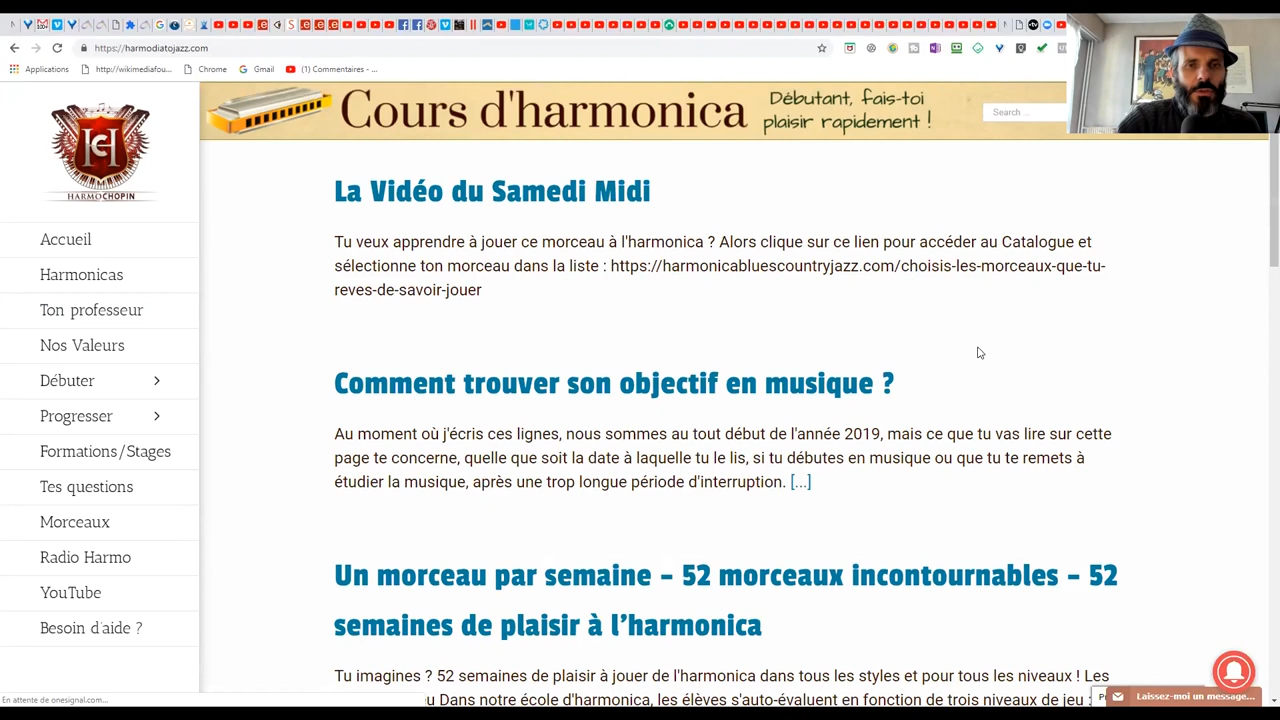 https://harmodiatojazz.com
Applications
http://wikimediafou...
Chrome
Gmail
(1) Commentaires - ...
HC
HARMOCHOPIN
Cours d'harmonica
Débutant, fais-toi
plaisir rapidement !
Search ...
Accueil
Harmonicas
Ton professeur
Nos Valeurs
Débuter
Progresser
Formations/Stages
Tes questions
Morceaux
Radio Harmo
YouTube
Besoin d'aide ?
La Vidéo du Samedi Midi
Tu veux apprendre à jouer ce morceau à l'harmonica ? Alors clique sur ce lien pour accéder au Catalogue et
sélectionne ton morceau dans la liste : https://harmonicabluescountryjazz.com/choisis-les-morceaux-que-tu-
reves-de-savoir-jouer
Comment trouver son objectif en musique ?
Au moment où j'écris ces lignes, nous sommes au tout début de l'année 2019, mais ce que tu vas lire sur cette
page te concerne, quelle que soit la date à laquelle tu le lis, si tu débutes en musique ou que tu te remets à
étudier la musique, après une trop longue période d'interruption. [...]
Un morceau par semaine – 52 morceaux incontournables – 52
semaines de plaisir à l'harmonica
Tu imagines ? 52 semaines de plaisir à jouer de l'harmonica dans tous les styles et pour tous les niveaux ! Les
u Dans notre école d'harmonica, les élèves s'auto-évaluent en fonction de trois niveaux de jeu :
En attente de onesignal.com...
Laissez-moi un message...